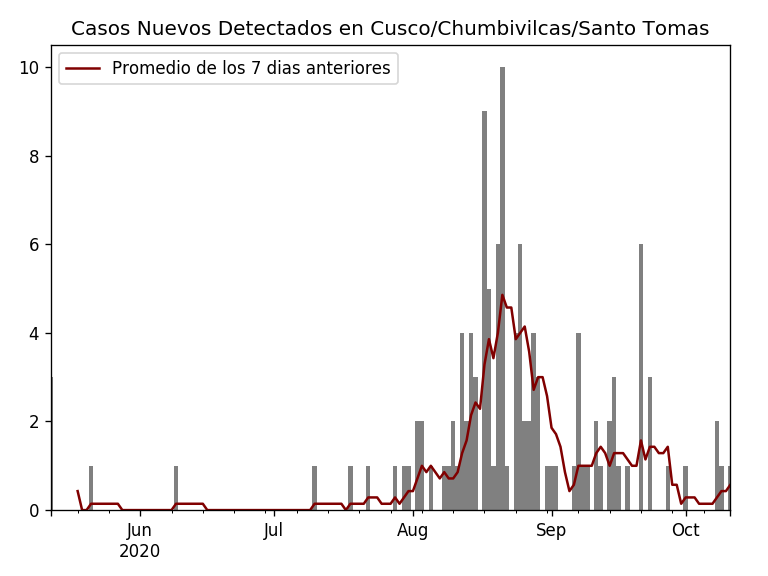 Casos Nuevos Detectados en Cusco/Chumbivilcas/Santo Tomas
Promedio de los 7 dias anteriores
10
8
6
4
2
0
Jun Jul Aug Sep Oct
2020